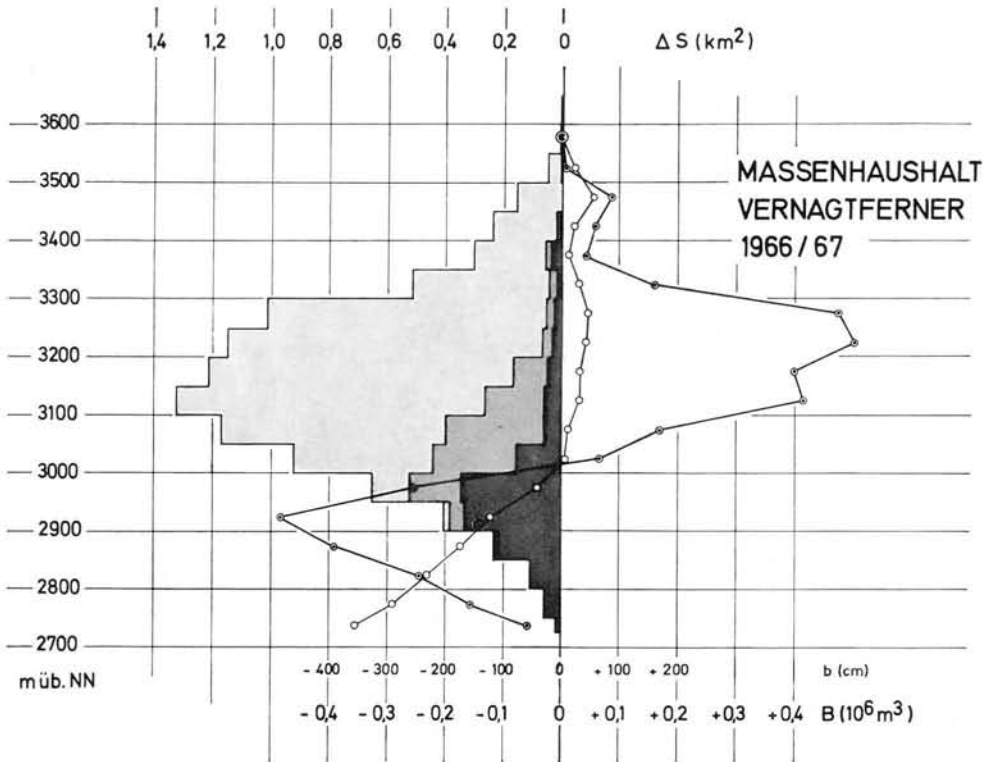 1,4 1,2 1,0 0,8 0,6 0,4 0,2 0 Δ S (km²)
3600
MASSENHAUSHALT
3500
VERNAGTFERNER
3400
1966 / 67
3300
3200
3100
3000
2900
2800
2700
m üb. NN
- 400 - 300 - 200 - 100 0 + 100 + 200 b (cm)
- 0,4 - 0,3 - 0,2 - 0,1 0 + 0,1 + 0,2 + 0,3 + 0,4 B (10⁶ m³)